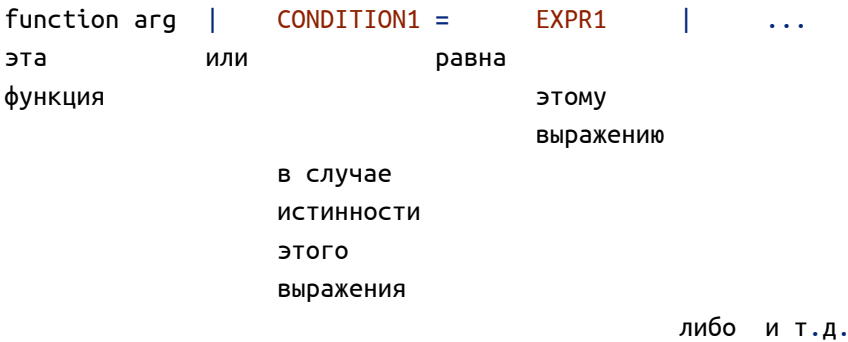 function arg | CONDITION1 = EXPR1 | ...
эта или равна
функция этому
выражению
в случае
истинности
этого
выражения
либо и т.д.